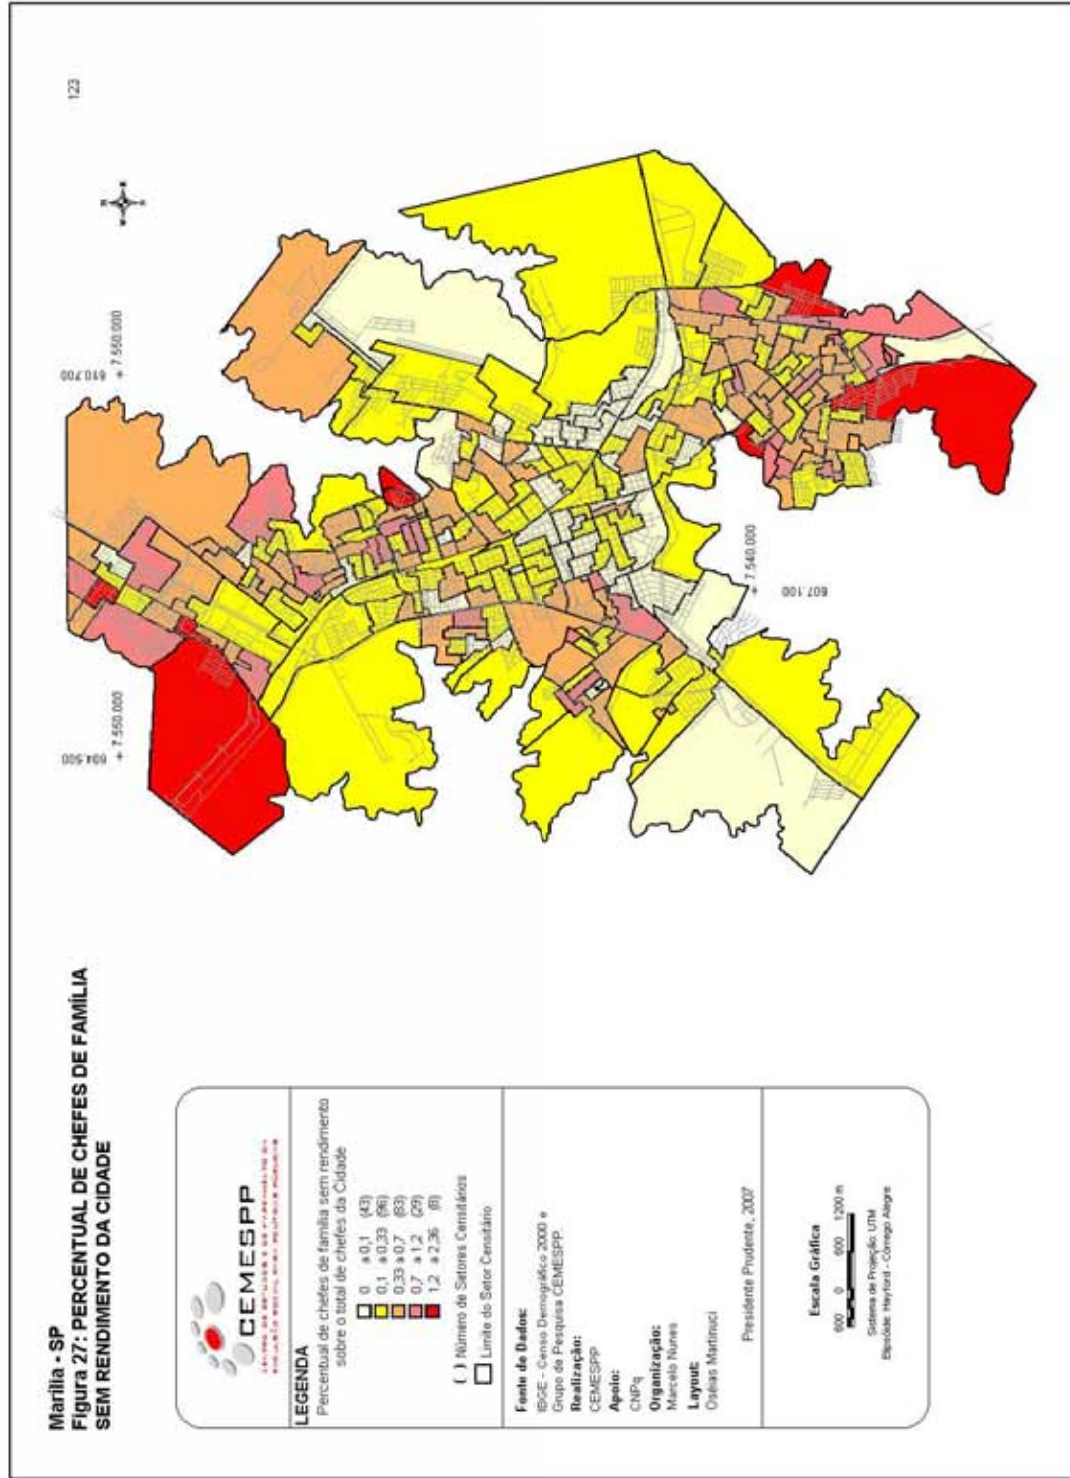 123
Marília - SP
Figura 27: PERCENTUAL DE CHEFES DE FAMÍLIA
SEM RENDIMENTO DA CIDADE
CEMESPP
LEGENDA
Percentual de chefes de família sem rendimento
sobre o total de chefes da Cidade
0 a 0,1 (43)
0,1 a 0,33 (96)
0,33 a 0,7 (83)
0,7 a 1,2 (29)
1,2 a 2,36 (8)
( ) Número de Setores Censitários
Limite do Setor Censitário
Fonte de Dados:
IBGE - Censo Demográfico 2000 e
Grupo de Pesquisa CEMESPP.
Realização:
CEMESPP
Apoio:
CNPq
Organização:
Marcelo Nunes
Layout:
Oséias Martinuci
Presidente Prudente, 2007
Escala Gráfica
600 0 600 1200 m
Sistema de Projeção: UTM
Elipsóide: Hayford - Córrego Alegre
604.500
+ 7.550.000
610.700
+ 7.550.000
+ 7.540.000
607.100